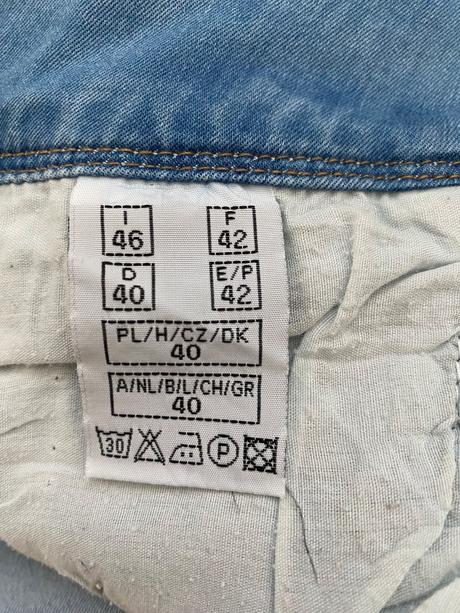 I F
46 42
D E/P
40 42
PL/H/CZ/DK
40
A/NL/B/L/CH/GR
40
30 P